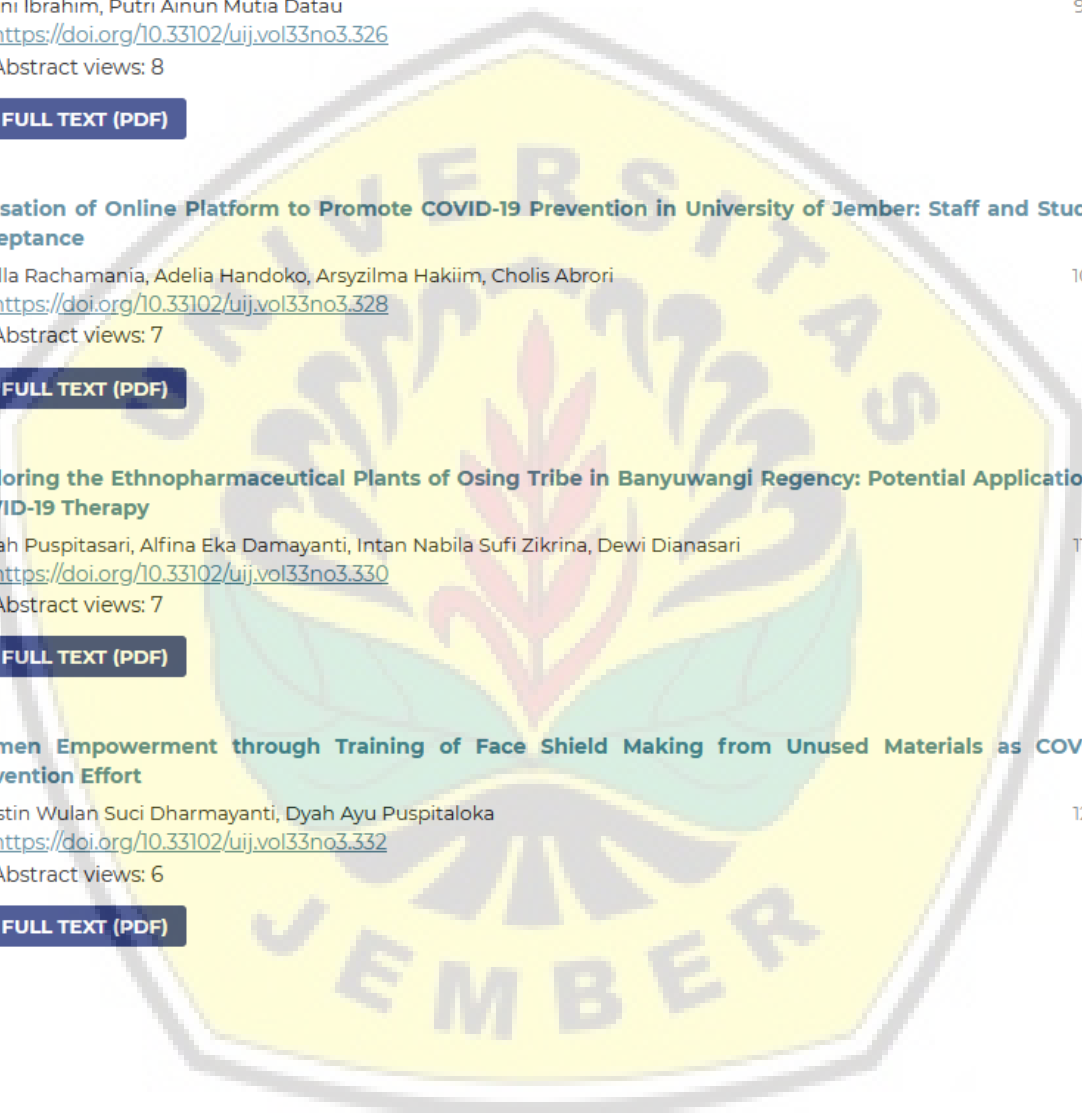 ni Ibrahim, Putri Ainun Mutia Datau 9
https://doi.org/10.33102/uij.vol33no3.326
Abstract views: 8
FULL TEXT (PDF)
sation of Online Platform to Promote COVID-19 Prevention in University of Jember: Staff and Stud
eptance
lla Rachamania, Adelia Handoko, Arsyzilma Hakiim, Cholis Abrori 10
https://doi.org/10.33102/uij.vol33no3.328
Abstract views: 7
FULL TEXT (PDF)
loring the Ethnopharmaceutical Plants of Osing Tribe in Banyuwangi Regency: Potential Applicatio
VID-19 Therapy
ah Puspitasari, Alfina Eka Damayanti, Intan Nabila Sufi Zikrina, Dewi Dianasari 11
https://doi.org/10.33102/uij.vol33no3.330
Abstract views: 7
FULL TEXT (PDF)
men Empowerment through Training of Face Shield Making from Unused Materials as COV
vention Effort
stin Wulan Suci Dharmayanti, Dyah Ayu Puspitaloka 12
https://doi.org/10.33102/uij.vol33no3.332
Abstract views: 6
FULL TEXT (PDF)
UNIVERSITAS
JEMBER